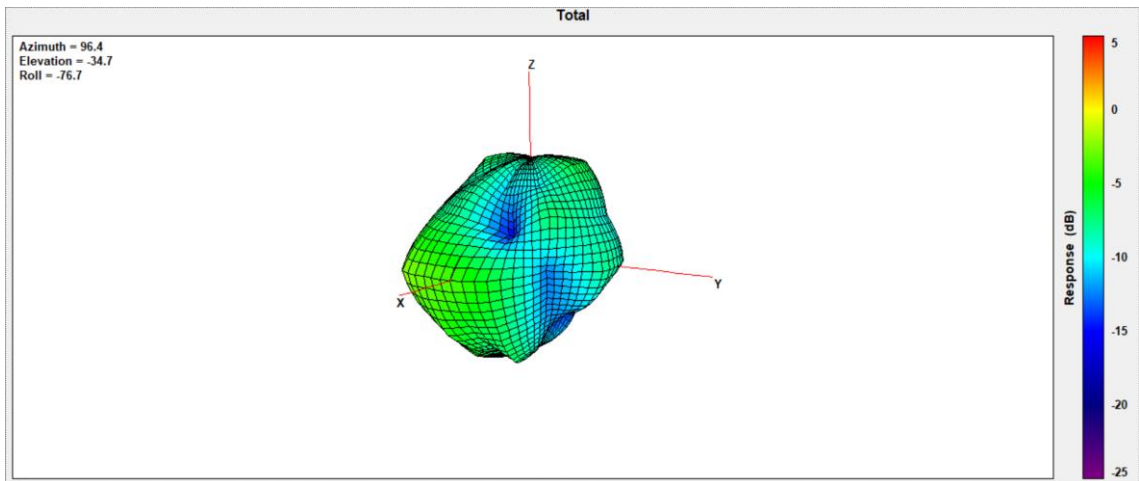 Total
Azimuth = 96.4
Elevation = -34.7
Roll = -76.7
Z
Y
X
5
0
-5
-10
-15
-20
-25
Response (dB)